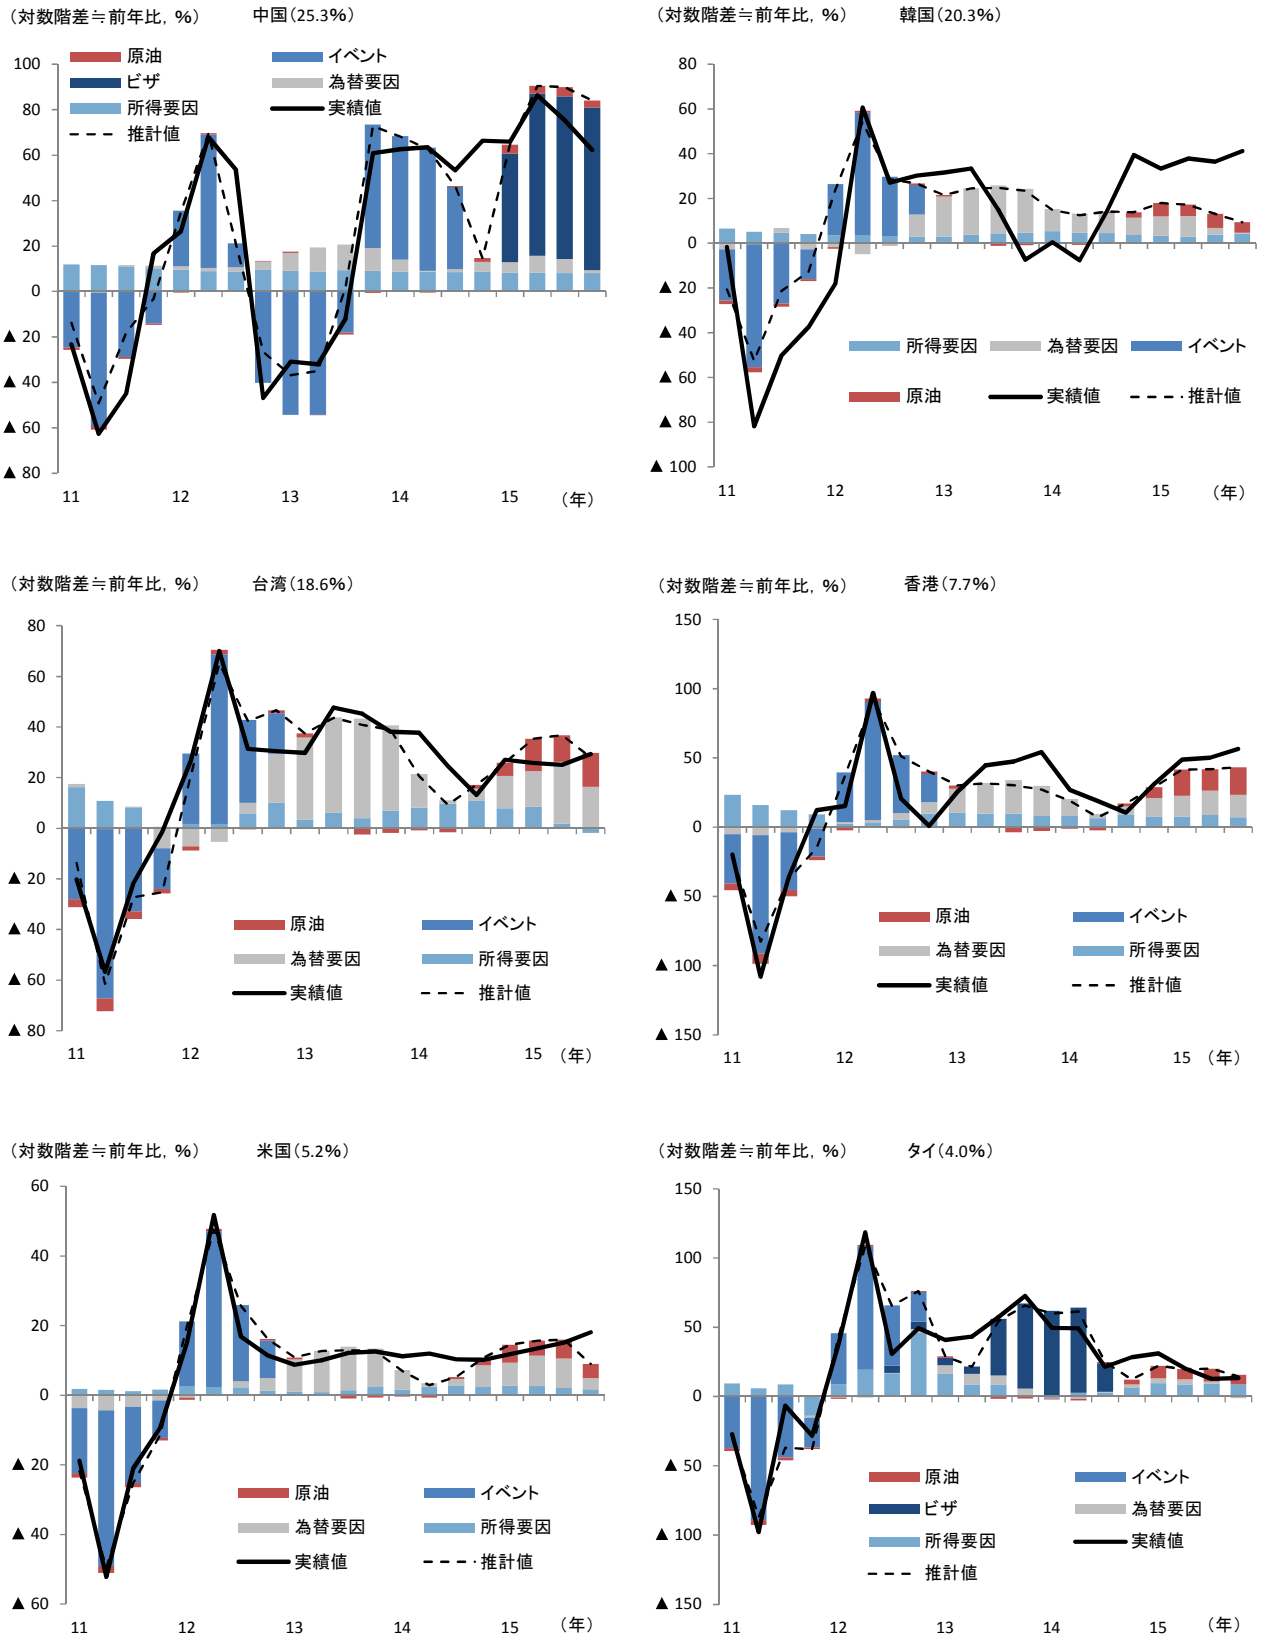 （対数階差≒前年比，％） 中国（25.3%）
原油 イベント
ビザ 為替要因
所得要因 実績値
推計値
100
80
60
40
20
0
▲ 20
▲ 40
▲ 60
▲ 80
11 12 13 14 15 （年）
（対数階差≒前年比，％） 韓国（20.3%）
80
60
40
20
0
▲ 20
▲ 40
▲ 60
▲ 80
▲ 100
所得要因 為替要因 イベント
原油 実績値 推計値
11 12 13 14 15 （年）
（対数階差≒前年比，％） 台湾（18.6%）
80
60
40
20
0
▲ 20
▲ 40
▲ 60
▲ 80
原油 イベント
為替要因 所得要因
実績値 推計値
11 12 13 14 15 （年）
（対数階差≒前年比，％） 香港（7.7%）
150
100
50
0
▲ 50
▲ 100
▲ 150
原油 イベント
為替要因 所得要因
実績値 推計値
11 12 13 14 15 （年）
（対数階差≒前年比，％） 米国（5.2%）
60
40
20
0
▲ 20
▲ 40
▲ 60
原油 イベント
為替要因 所得要因
実績値 推計値
11 12 13 14 15 （年）
（対数階差≒前年比，％） タイ（4.0%）
150
100
50
0
▲ 50
▲ 100
▲ 150
原油 イベント
ビザ 為替要因
所得要因 実績値
推計値
11 12 13 14 15 （年）